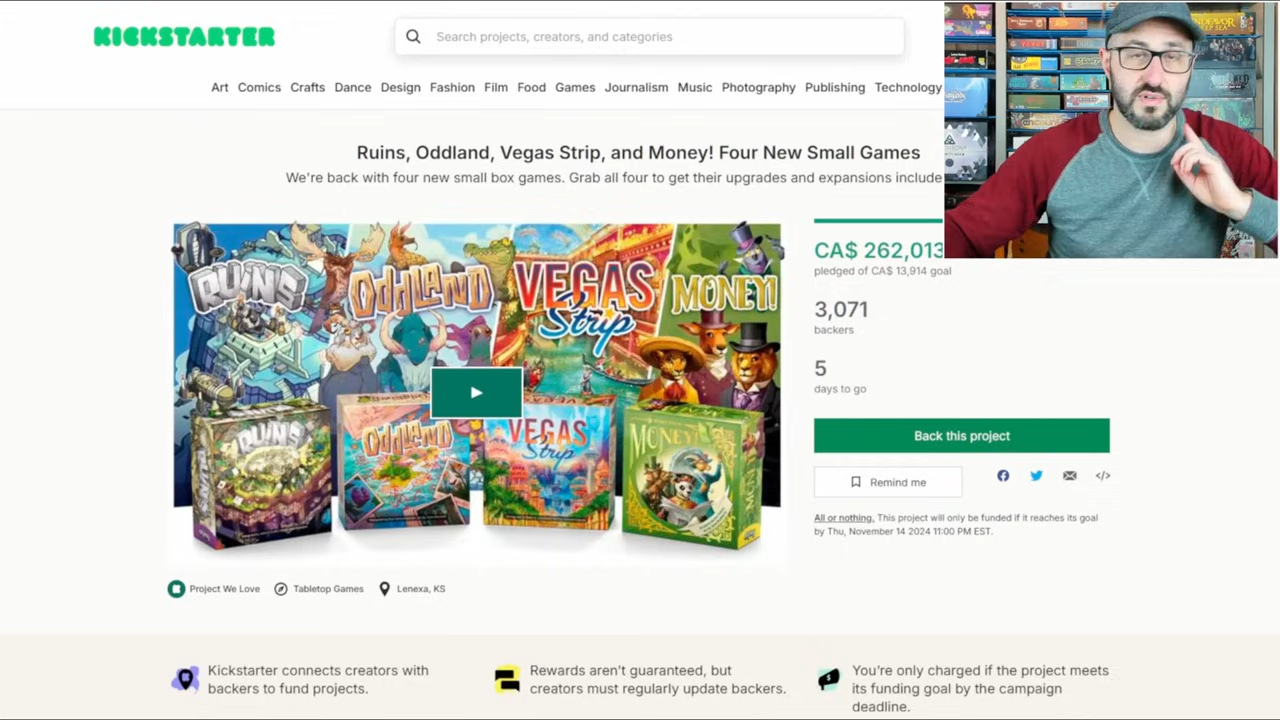 KICKSTARTER
Search projects, creators, and categories
Art Comics Crafts Dance Design Fashion Film Food Games Journalism Music Photography Publishing Technology
Ruins, Oddland, Vegas Strip, and Money! Four New Small Games
We're back with four new small box games. Grab all four to get their upgrades and expansions include
RUINS
ODDLAND
VEGAS
Strip
MONEY!
RUINS
ODDLAND
VEGAS
Strip
MONEY!
CA$ 262,013
pledged of CA$ 13,914 goal
3,071
backers
5
days to go
Back this project
Remind me
All or nothing. This project will only be funded if it reaches its goal
by Thu, November 14 2024 11:00 PM EST.
Project We Love Tabletop Games Lenexa, KS
Kickstarter connects creators with
backers to fund projects.
Rewards aren't guaranteed, but
creators must regularly update backers.
You're only charged if the project meets
its funding goal by the campaign
deadline.